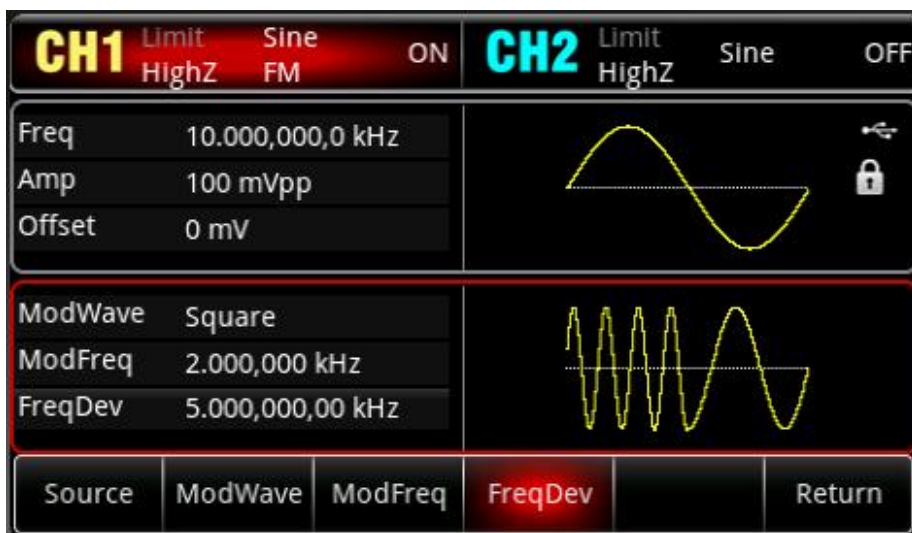 CH1 Limit Sine ON CH2 Limit Sine OFF
HighZ FM HighZ
Freq 10.000,000,0 kHz
Amp 100 mVpp
Offset 0 mV
ModWave Square
ModFreq 2.000,000 kHz
FreqDev 5.000,000,00 kHz
Source ModWave ModFreq FreqDev Return